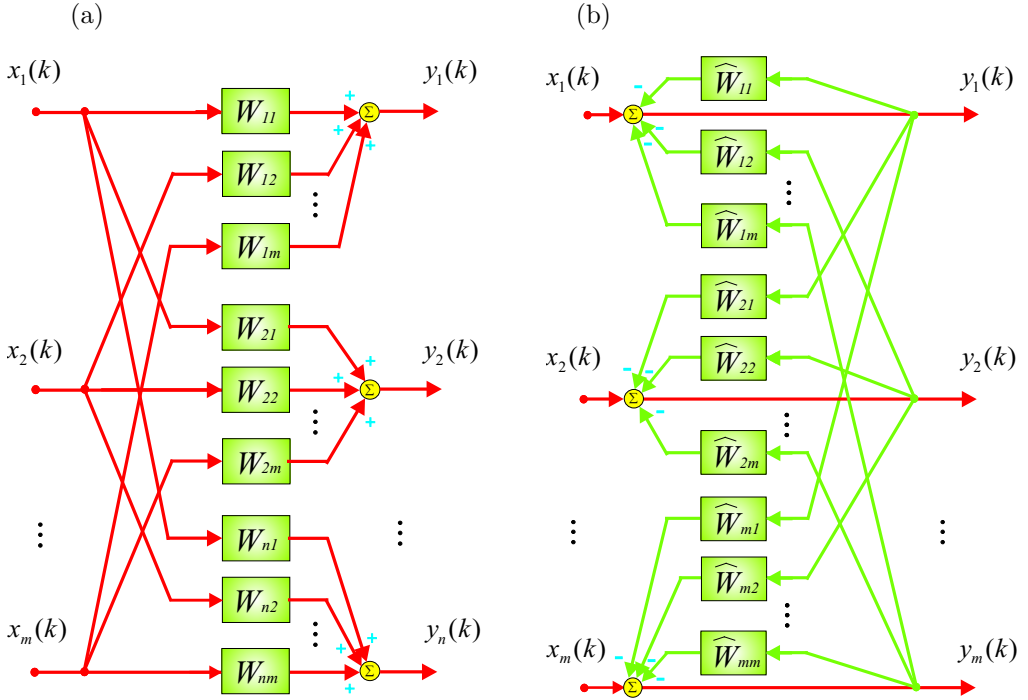 (a)
x₁(k)
y₁(k)
W₁₁
+
Σ
+
+
W₁₂
⋮
W₁ₘ
W₂₁
x₂(k)
y₂(k)
+
W₂₂
+
Σ
⋮
+
W₂ₘ
⋮
⋮
Wₙ₁
Wₙ₂
xₘ(k)
yₙ(k)
⋮
+
+
Σ
Wₙₘ
+
(b)
x₁(k)
y₁(k)
Ŵ₁₁
-
Σ
-
-
Ŵ₁₂
⋮
Ŵ₁ₘ
Ŵ₂₁
x₂(k)
y₂(k)
-
-
Ŵ₂₂
Σ
-
⋮
Ŵ₂ₘ
Ŵₘ₁
⋮
⋮
Ŵₘ₂
⋮
xₘ(k)
yₘ(k)
-
-
-
Ŵₘₘ
Σ